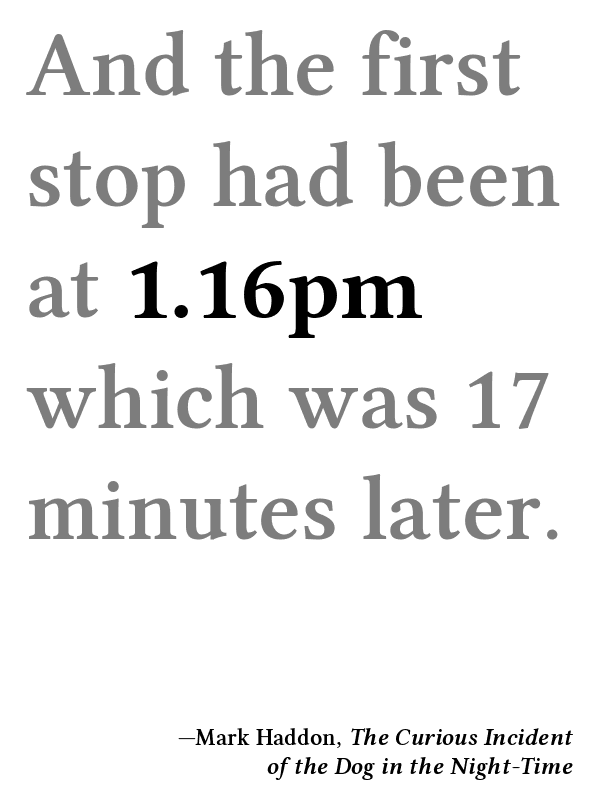 And the first
stop had been
at 1.16pm
which was 17
minutes later.
—Mark Haddon, The Curious Incident
of the Dog in the Night-Time